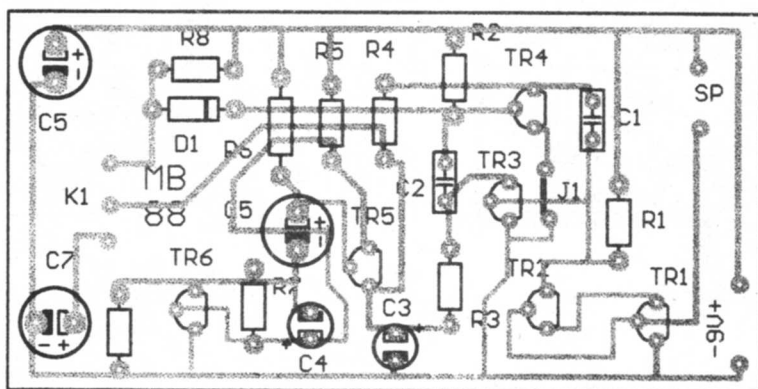 R8
R5
R4
R2
TR4
SP
C5
D1
R6
C1
TR3
K1
MB
88
C5
C2
TR5
J1
R1
C7
TR6
R7
C3
R3
TR2
TR1
C4
-9V+